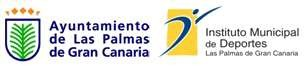 Ayuntamiento
de Las Palmas
de Gran Canaria
Instituto Municipal
de Deportes
Las Palmas de Gran Canaria